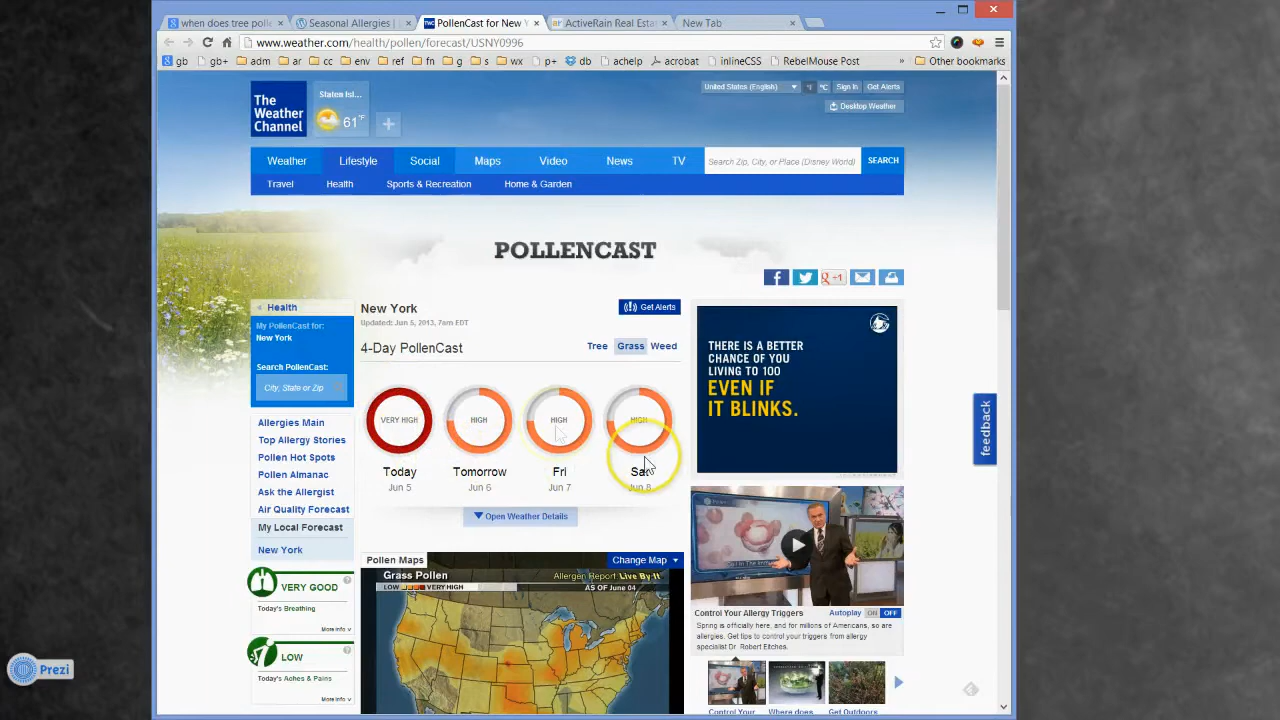 when does tree polle
Seasonal Allergies |
PollenCast for New Y
ActiveRain Real Esta
New Tab
www.weather.com/health/pollen/forecast/USNY0996
gb
gb+
adm
ar
cc
env
ref
fn
g
s
wx
p+
db
achelp
acrobat
inlineCSS
RebelMouse Post
»
Other bookmarks
The
Weather
Channel
Staten Isl...
61°F
+
United States (English)
°F
°C
Sign In
Get Alerts
Desktop Weather
Weather
Lifestyle
Social
Maps
Video
News
TV
Search Zip, City, or Place (Disney World)
SEARCH
Travel
Health
Sports & Recreation
Home & Garden
POLLENCAST
+1
Health
My PollenCast for:
New York
Search PollenCast:
City, State or Zip
Allergies Main
Top Allergy Stories
Pollen Hot Spots
Pollen Almanac
Ask the Allergist
Air Quality Forecast
My Local Forecast
New York
VERY GOOD
Today's Breathing
More info v
LOW
Today's Aches & Pains
More info v
New York
Get Alerts
Updated: Jun 5, 2013, 7am EDT
4-Day PollenCast
Tree
Grass
Weed
VERY HIGH
HIGH
HIGH
HIGH
Today
Tomorrow
Fri
Sat
Jun 5
Jun 6
Jun 7
Jun 8
Open Weather Details
Pollen Maps
Change Map
Grass Pollen
Allergen Report
LOW
VERY HIGH
AS OF JUNE 04
THERE IS A BETTER
CHANCE OF YOU
LIVING TO 100
EVEN IF
IT BLINKS.
feedback
Control Your Allergy Triggers
Autoplay
ON
OFF
Spring is officially here, and for millions of Americans, so are
allergies. Get tips to control your triggers from allergy
specialist Dr. Robert Eitches.
Control Your
Where does
Get Outdoors
Prezi